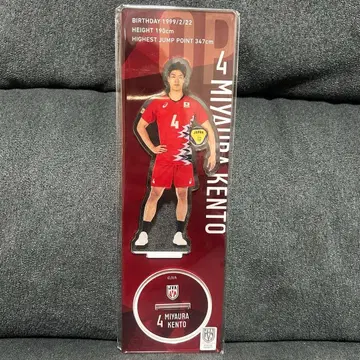 BIRTHDAY 1999/2/22
HEIGHT 190cm
HIGHEST JUMP POINT 347cm
4 MIYAURA KENTO
4
4 MIYAURA
KENTO